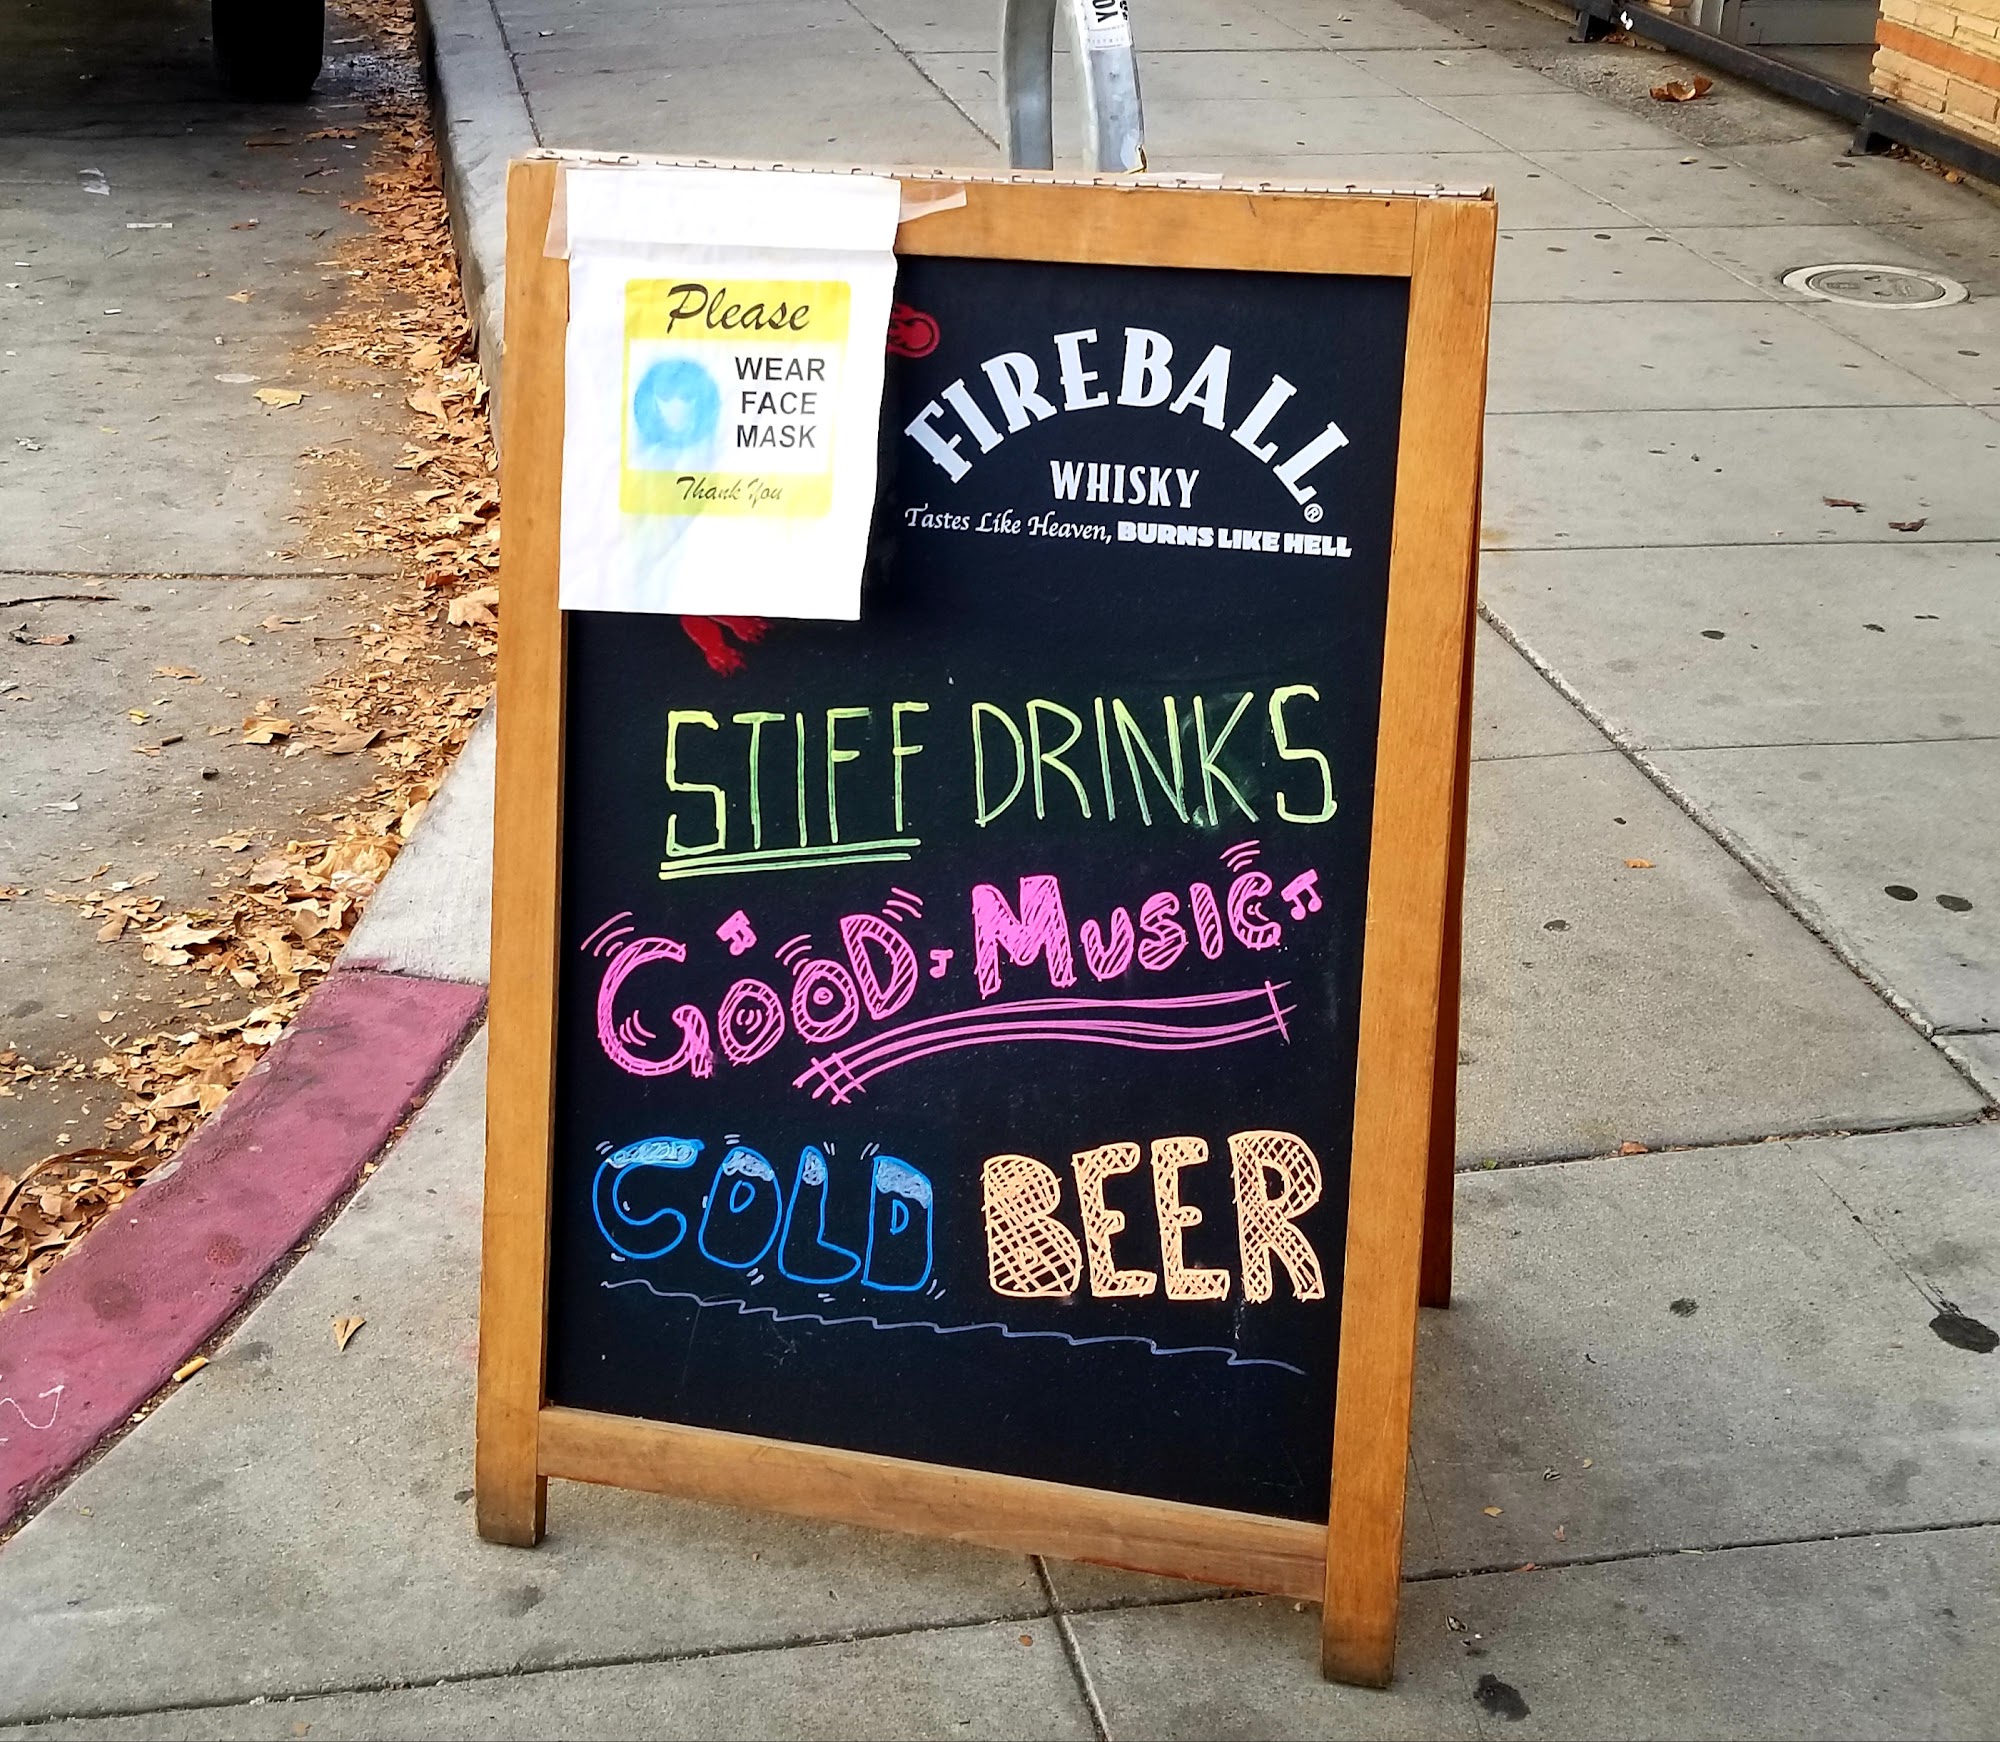 Please
WEAR
FACE
MASK
Thank You
FIREBALL®
WHISKY
Tastes Like Heaven, BURNS LIKE HELL
STIFF DRINKS
GOOD MUSIC
COLD BEER